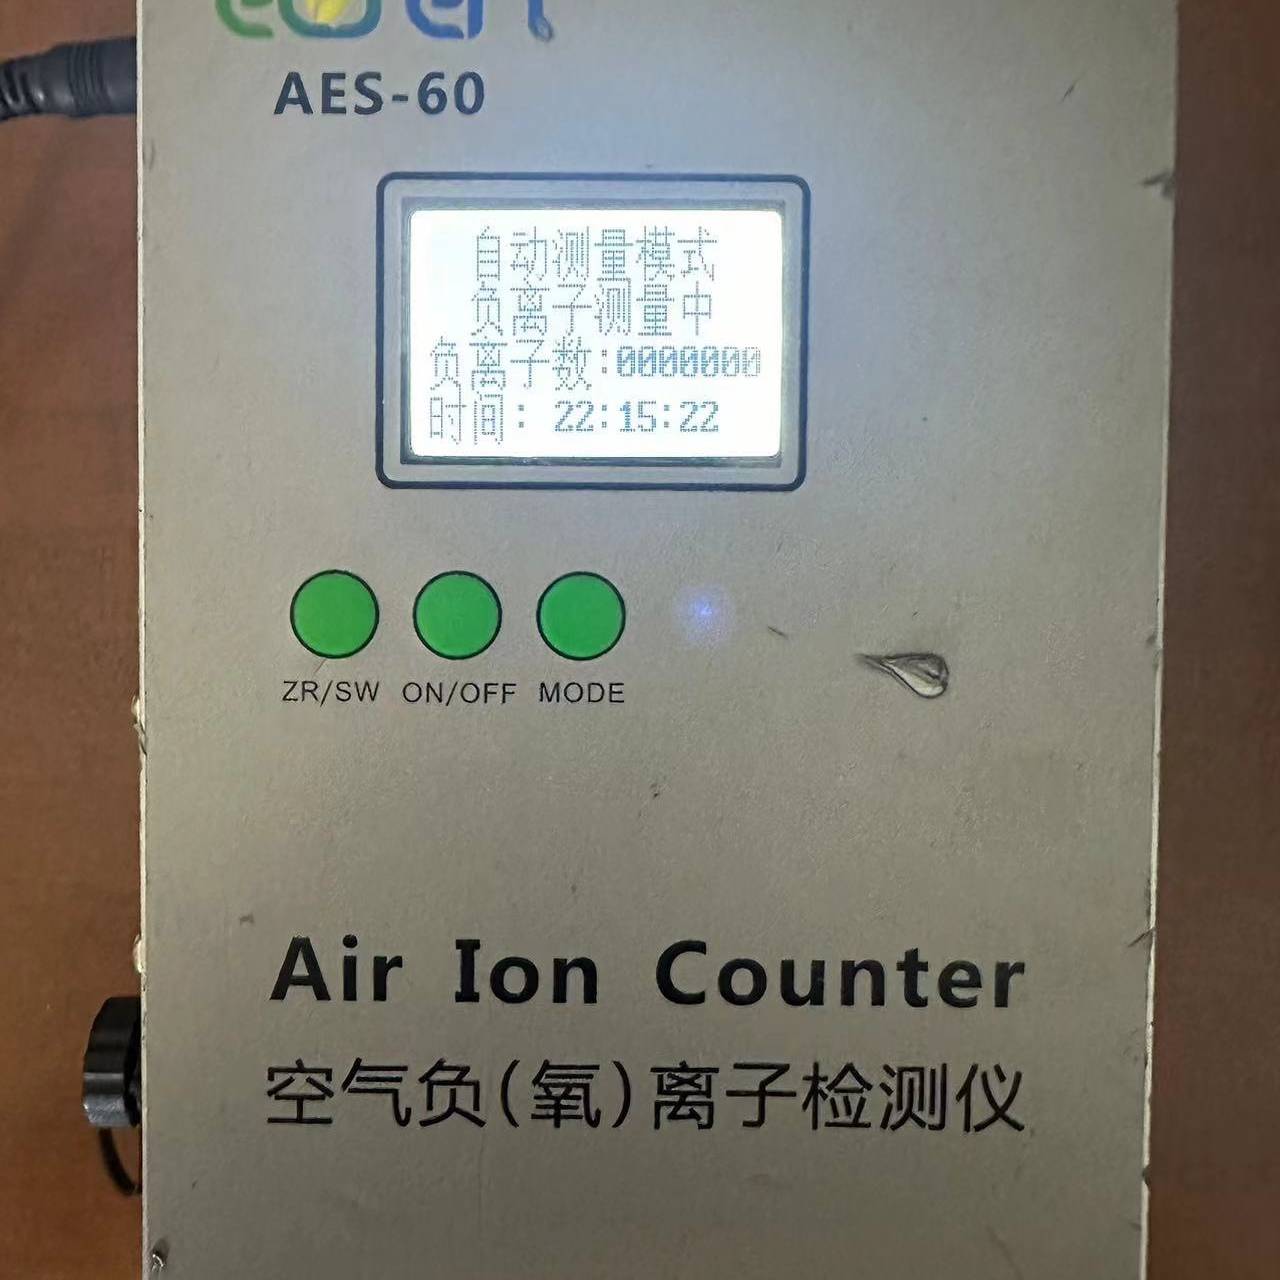 AES-60
自动测量模式
负离子测量中
负离子数:0000000
时间: 22:15:22
ZR/SW ON/OFF MODE
Air Ion Counter
空气负(氧)离子检测仪